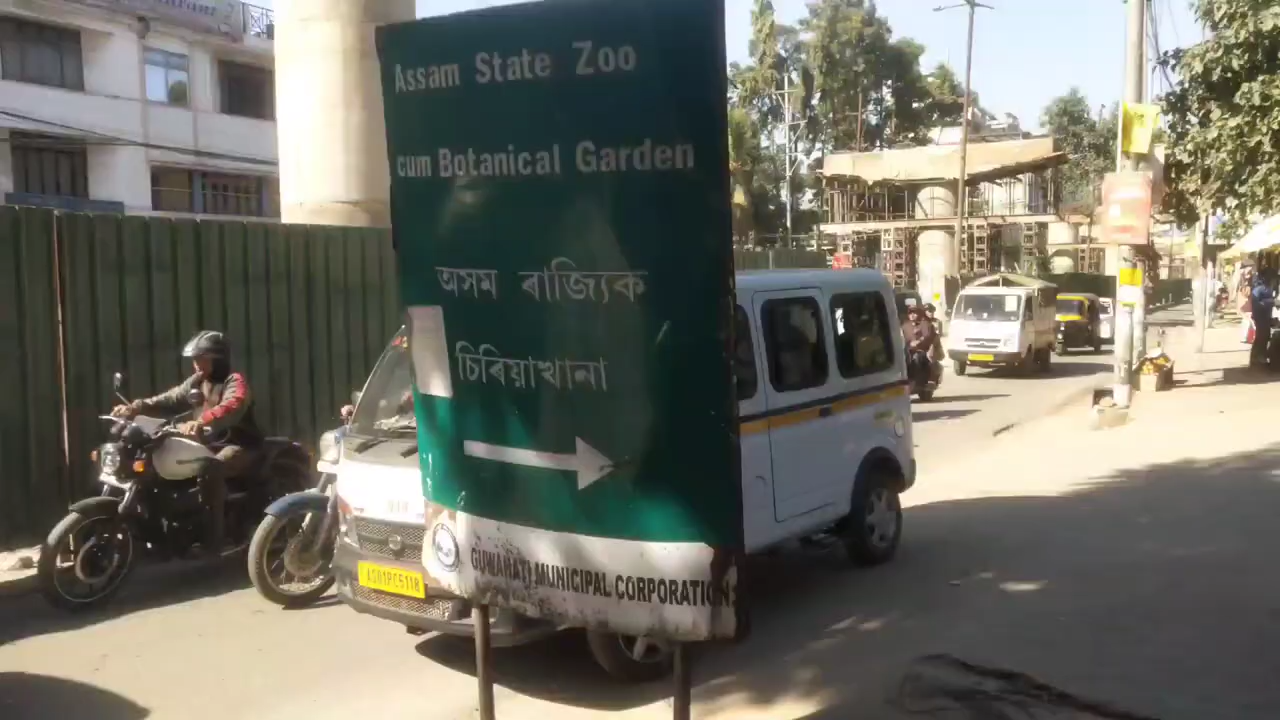 Assam State Zoo
cum Botanical Garden
অসম ৰাজ্যিক
চিৰিয়াখানা
GUWAHATI MUNICIPAL CORPORATION
AS01PC5118